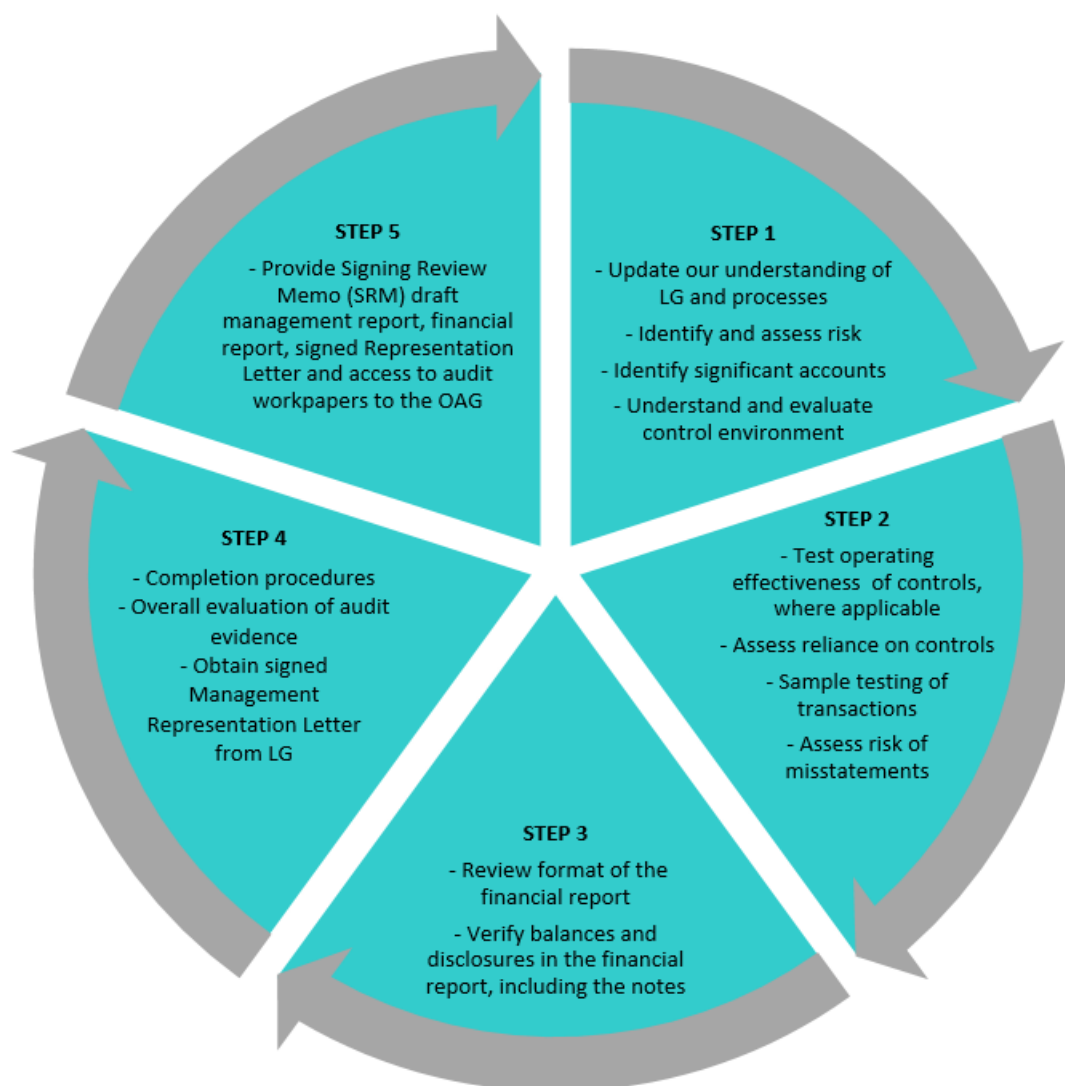 STEP 1
- Update our understanding of
LG and processes
- Identify and assess risk
- Identify significant accounts
- Understand and evaluate
control environment
STEP 2
- Test operating
effectiveness of controls,
where applicable
- Assess reliance on controls
- Sample testing of
transactions
- Assess risk of
misstatements
STEP 3
- Review format of the
financial report
- Verify balances and
disclosures in the financial
report, including the notes
STEP 4
- Completion procedures
- Overall evaluation of audit
evidence
- Obtain signed
Management
Representation Letter
from LG
STEP 5
- Provide Signing Review
Memo (SRM) draft
management report, financial
report, signed Representation
Letter and access to audit
workpapers to the OAG